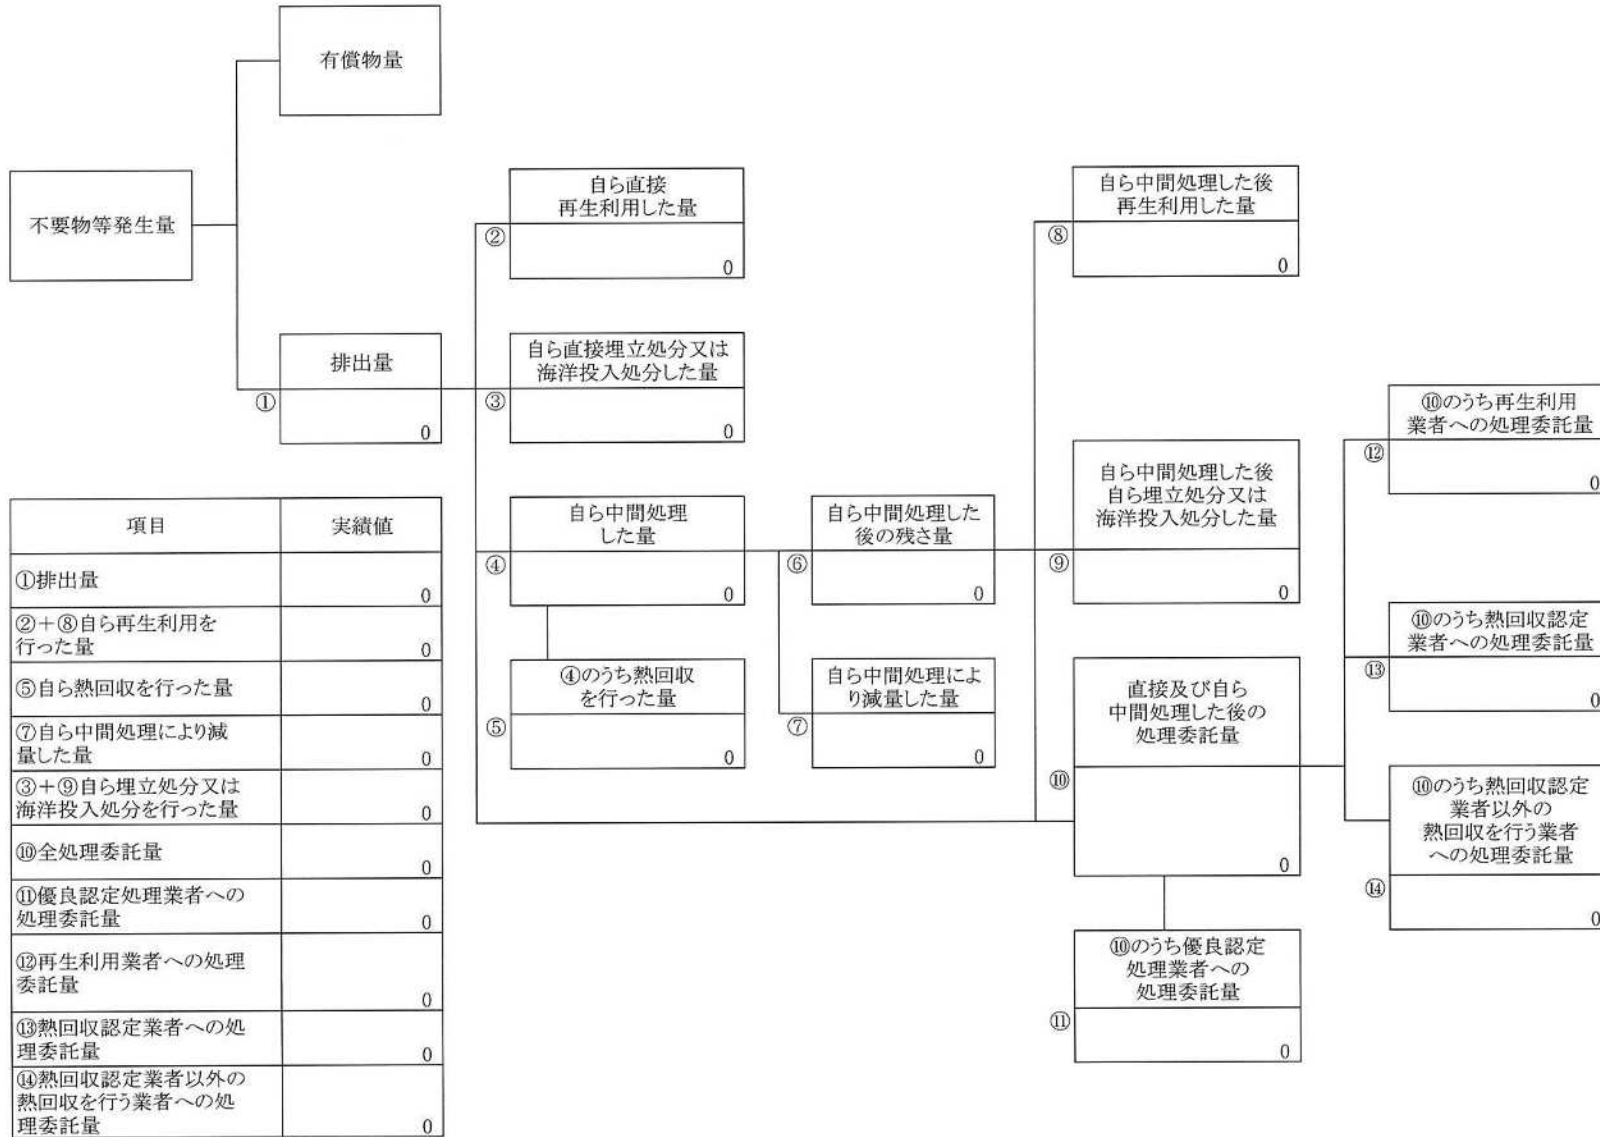 有償物量
不要物等発生量
自ら直接
再生利用した量
②
0
自ら中間処理した後
再生利用した量
⑧
0
排出量
①
0
自ら直接埋立処分又は
海洋投入処分した量
③
0
⑩のうち再生利用
業者への処理委託量
⑫
0
自ら中間処理
した量
④
0
自ら中間処理した
後の残さ量
⑥
0
自ら中間処理した後
自ら埋立処分又は
海洋投入処分した量
⑨
0
⑩のうち熱回収認定
業者への処理委託量
⑬
0
④のうち熱回収
を行った量
⑤
0
自ら中間処理によ
り減量した量
⑦
0
直接及び自ら
中間処理した後の
処理委託量
⑩
0
⑩のうち熱回収認定
業者以外の
熱回収を行う業者
への処理委託量
⑭
0
⑩のうち優良認定
処理業者への
処理委託量
⑪
0
項目 実績値
①排出量
0
②+⑧自ら再生利用を
行った量 0
⑤自ら熱回収を行った量
0
⑦自ら中間処理により減
量した量 0
③+⑨自ら埋立処分又は
海洋投入処分を行った量 0
⑩全処理委託量
0
⑪優良認定処理業者への
処理委託量 0
⑫再生利用業者への処理
委託量
0
⑬熱回収認定業者への処
理委託量 0
⑭熱回収認定業者以外の
熱回収を行う業者への処
理委託量 0